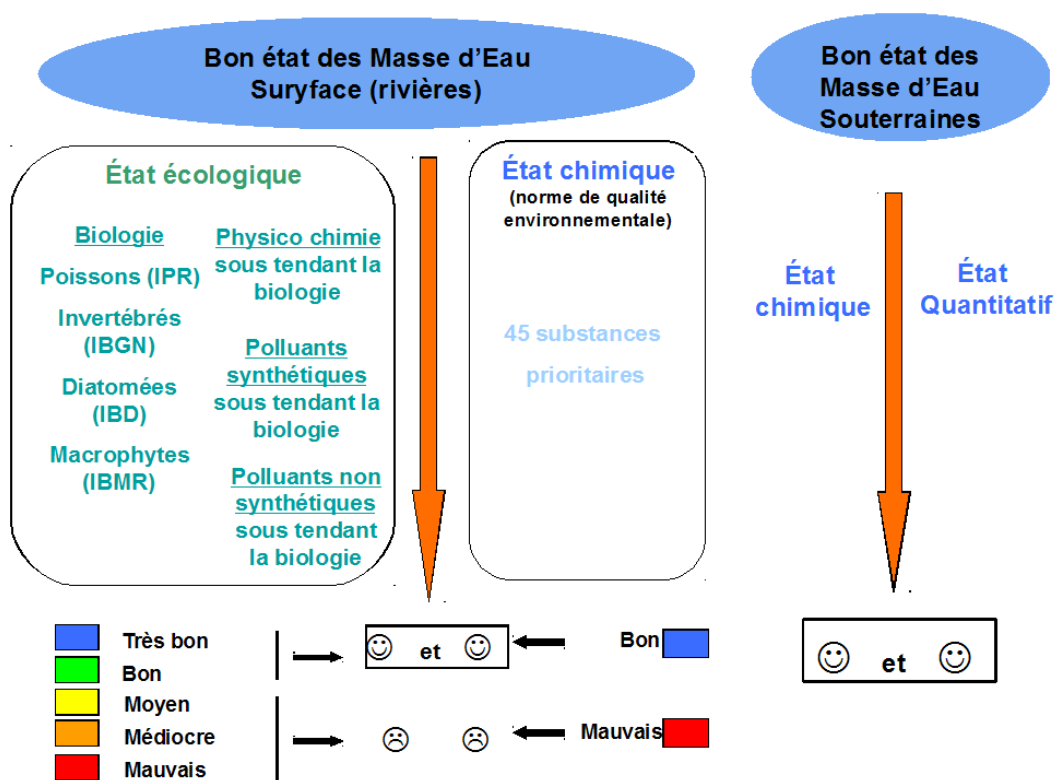 Bon état des Masse d'Eau
Suryface (rivières)
Bon état des
Masse d'Eau
Souterraines
État écologique
Biologie
Poissons (IPR)
Invertébrés
(IBGN)
Diatomées
(IBD)
Macrophytes
(IBMR)
Physico chimie
sous tendant la
biologie
Polluants
synthétiques
sous tendant la
biologie
Polluants non
synthétiques
sous tendant
la biologie
État chimique
(norme de qualité
environnementale)
45 substances
prioritaires
État
chimique
État
Quantitatif
Très bon
Bon
Moyen
Médiocre
Mauvais
et
Bon
Mauvais
et